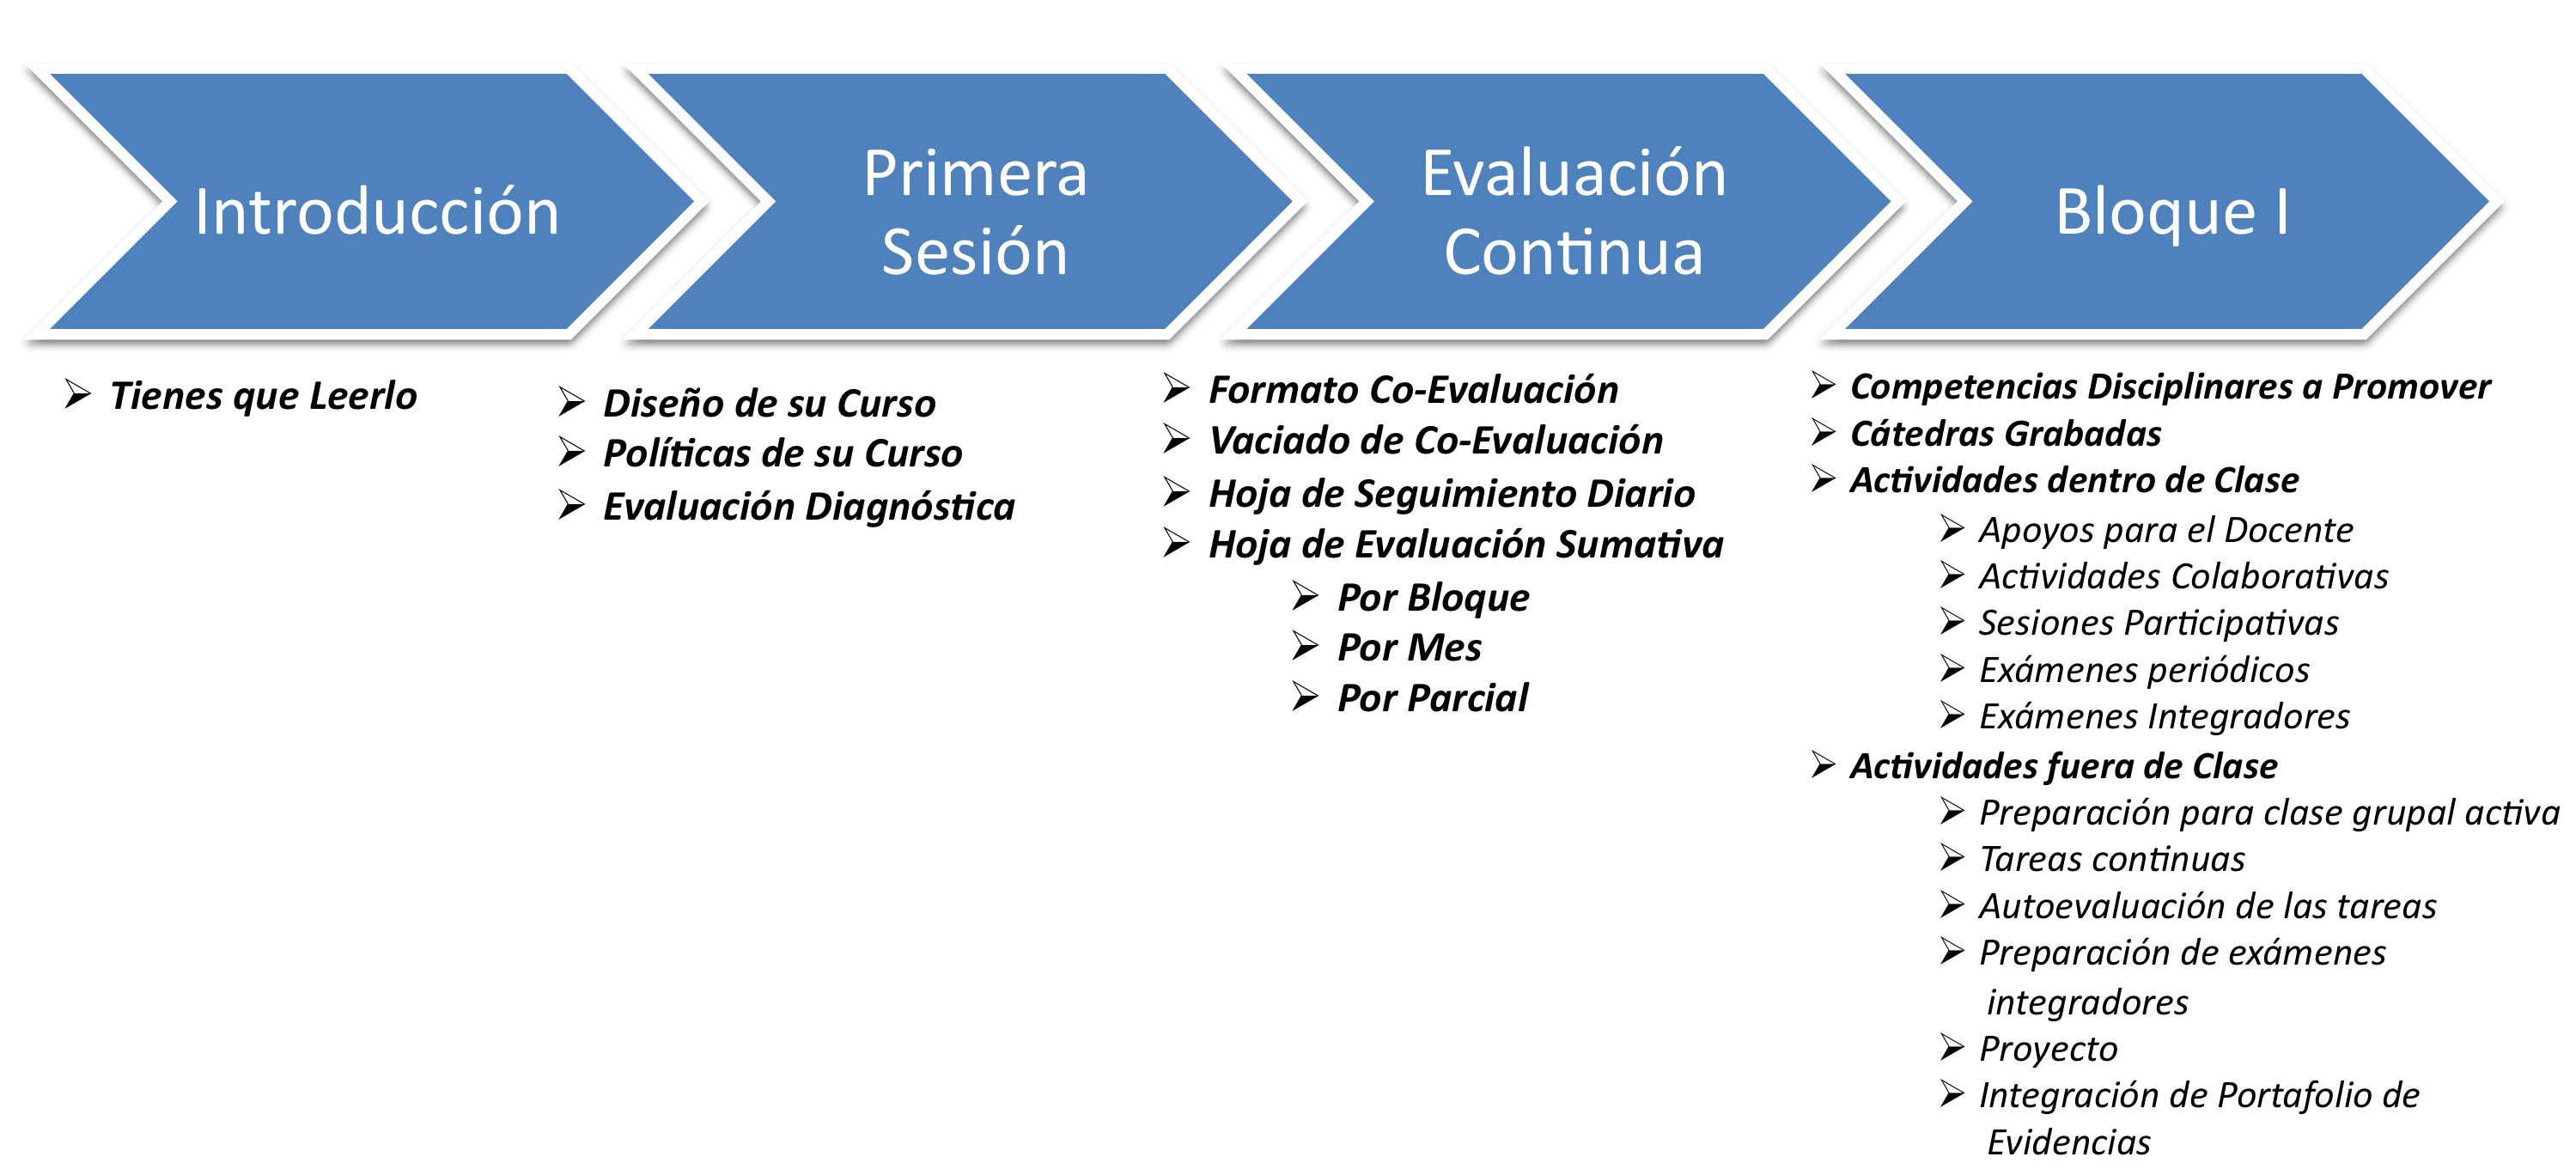 Introducción
Primera
Sesión
Evaluación
Continua
Bloque I
Tienes que Leerlo
Diseño de su Curso
Políticas de su Curso
Evaluación Diagnóstica
Formato Co-Evaluación
Vaciado de Co-Evaluación
Hoja de Seguimiento Diario
Hoja de Evaluación Sumativa
Por Bloque
Por Mes
Por Parcial
Competencias Disciplinares a Promover
Cátedras Grabadas
Actividades dentro de Clase
Apoyos para el Docente
Actividades Colaborativas
Sesiones Participativas
Exámenes periódicos
Exámenes Integradores
Actividades fuera de Clase
Preparación para clase grupal activa
Tareas continuas
Autoevaluación de las tareas
Preparación de exámenes
integradores
Proyecto
Integración de Portafolio de
Evidencias